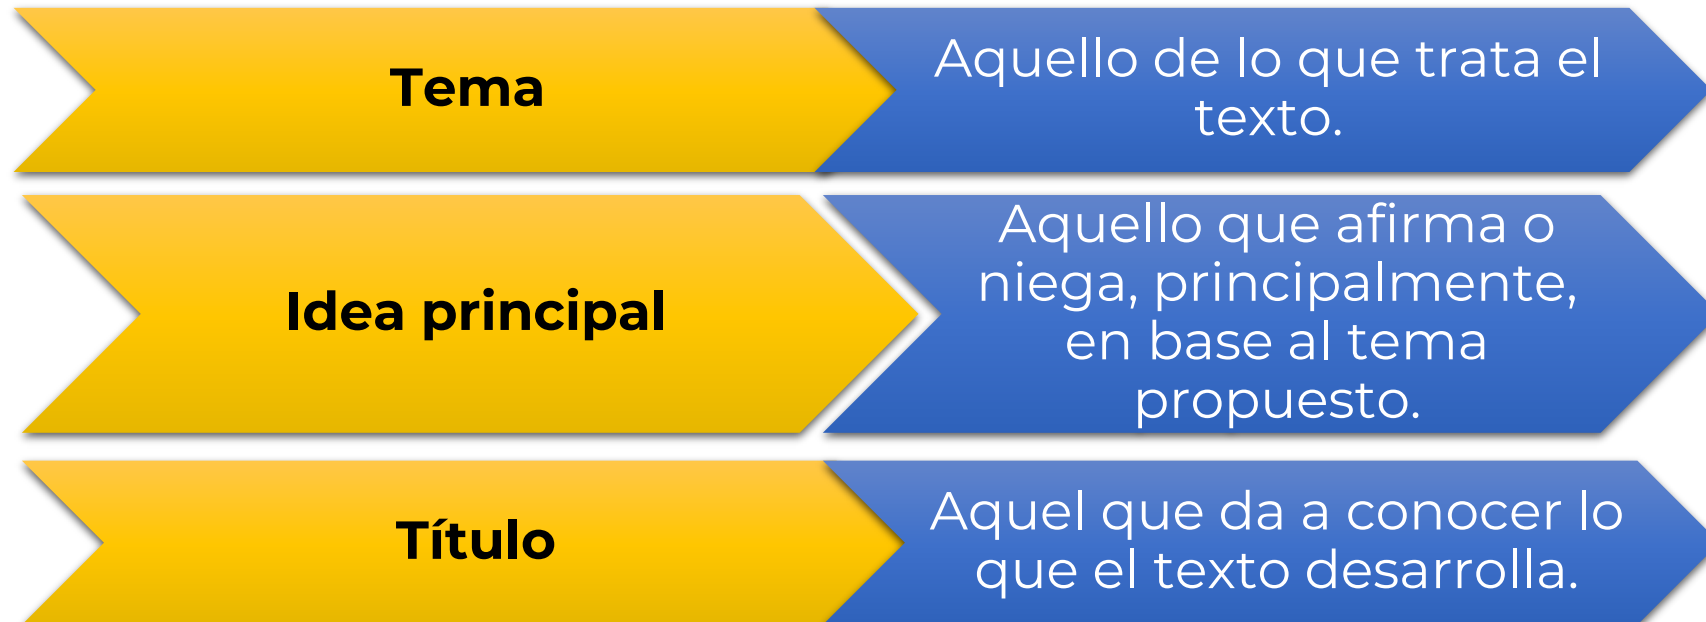 Tema
Aquello de lo que trata el
texto.
Idea principal
Aquello que afirma o
niega, principalmente,
en base al tema
propuesto.
Título
Aquel que da a conocer lo
que el texto desarrolla.